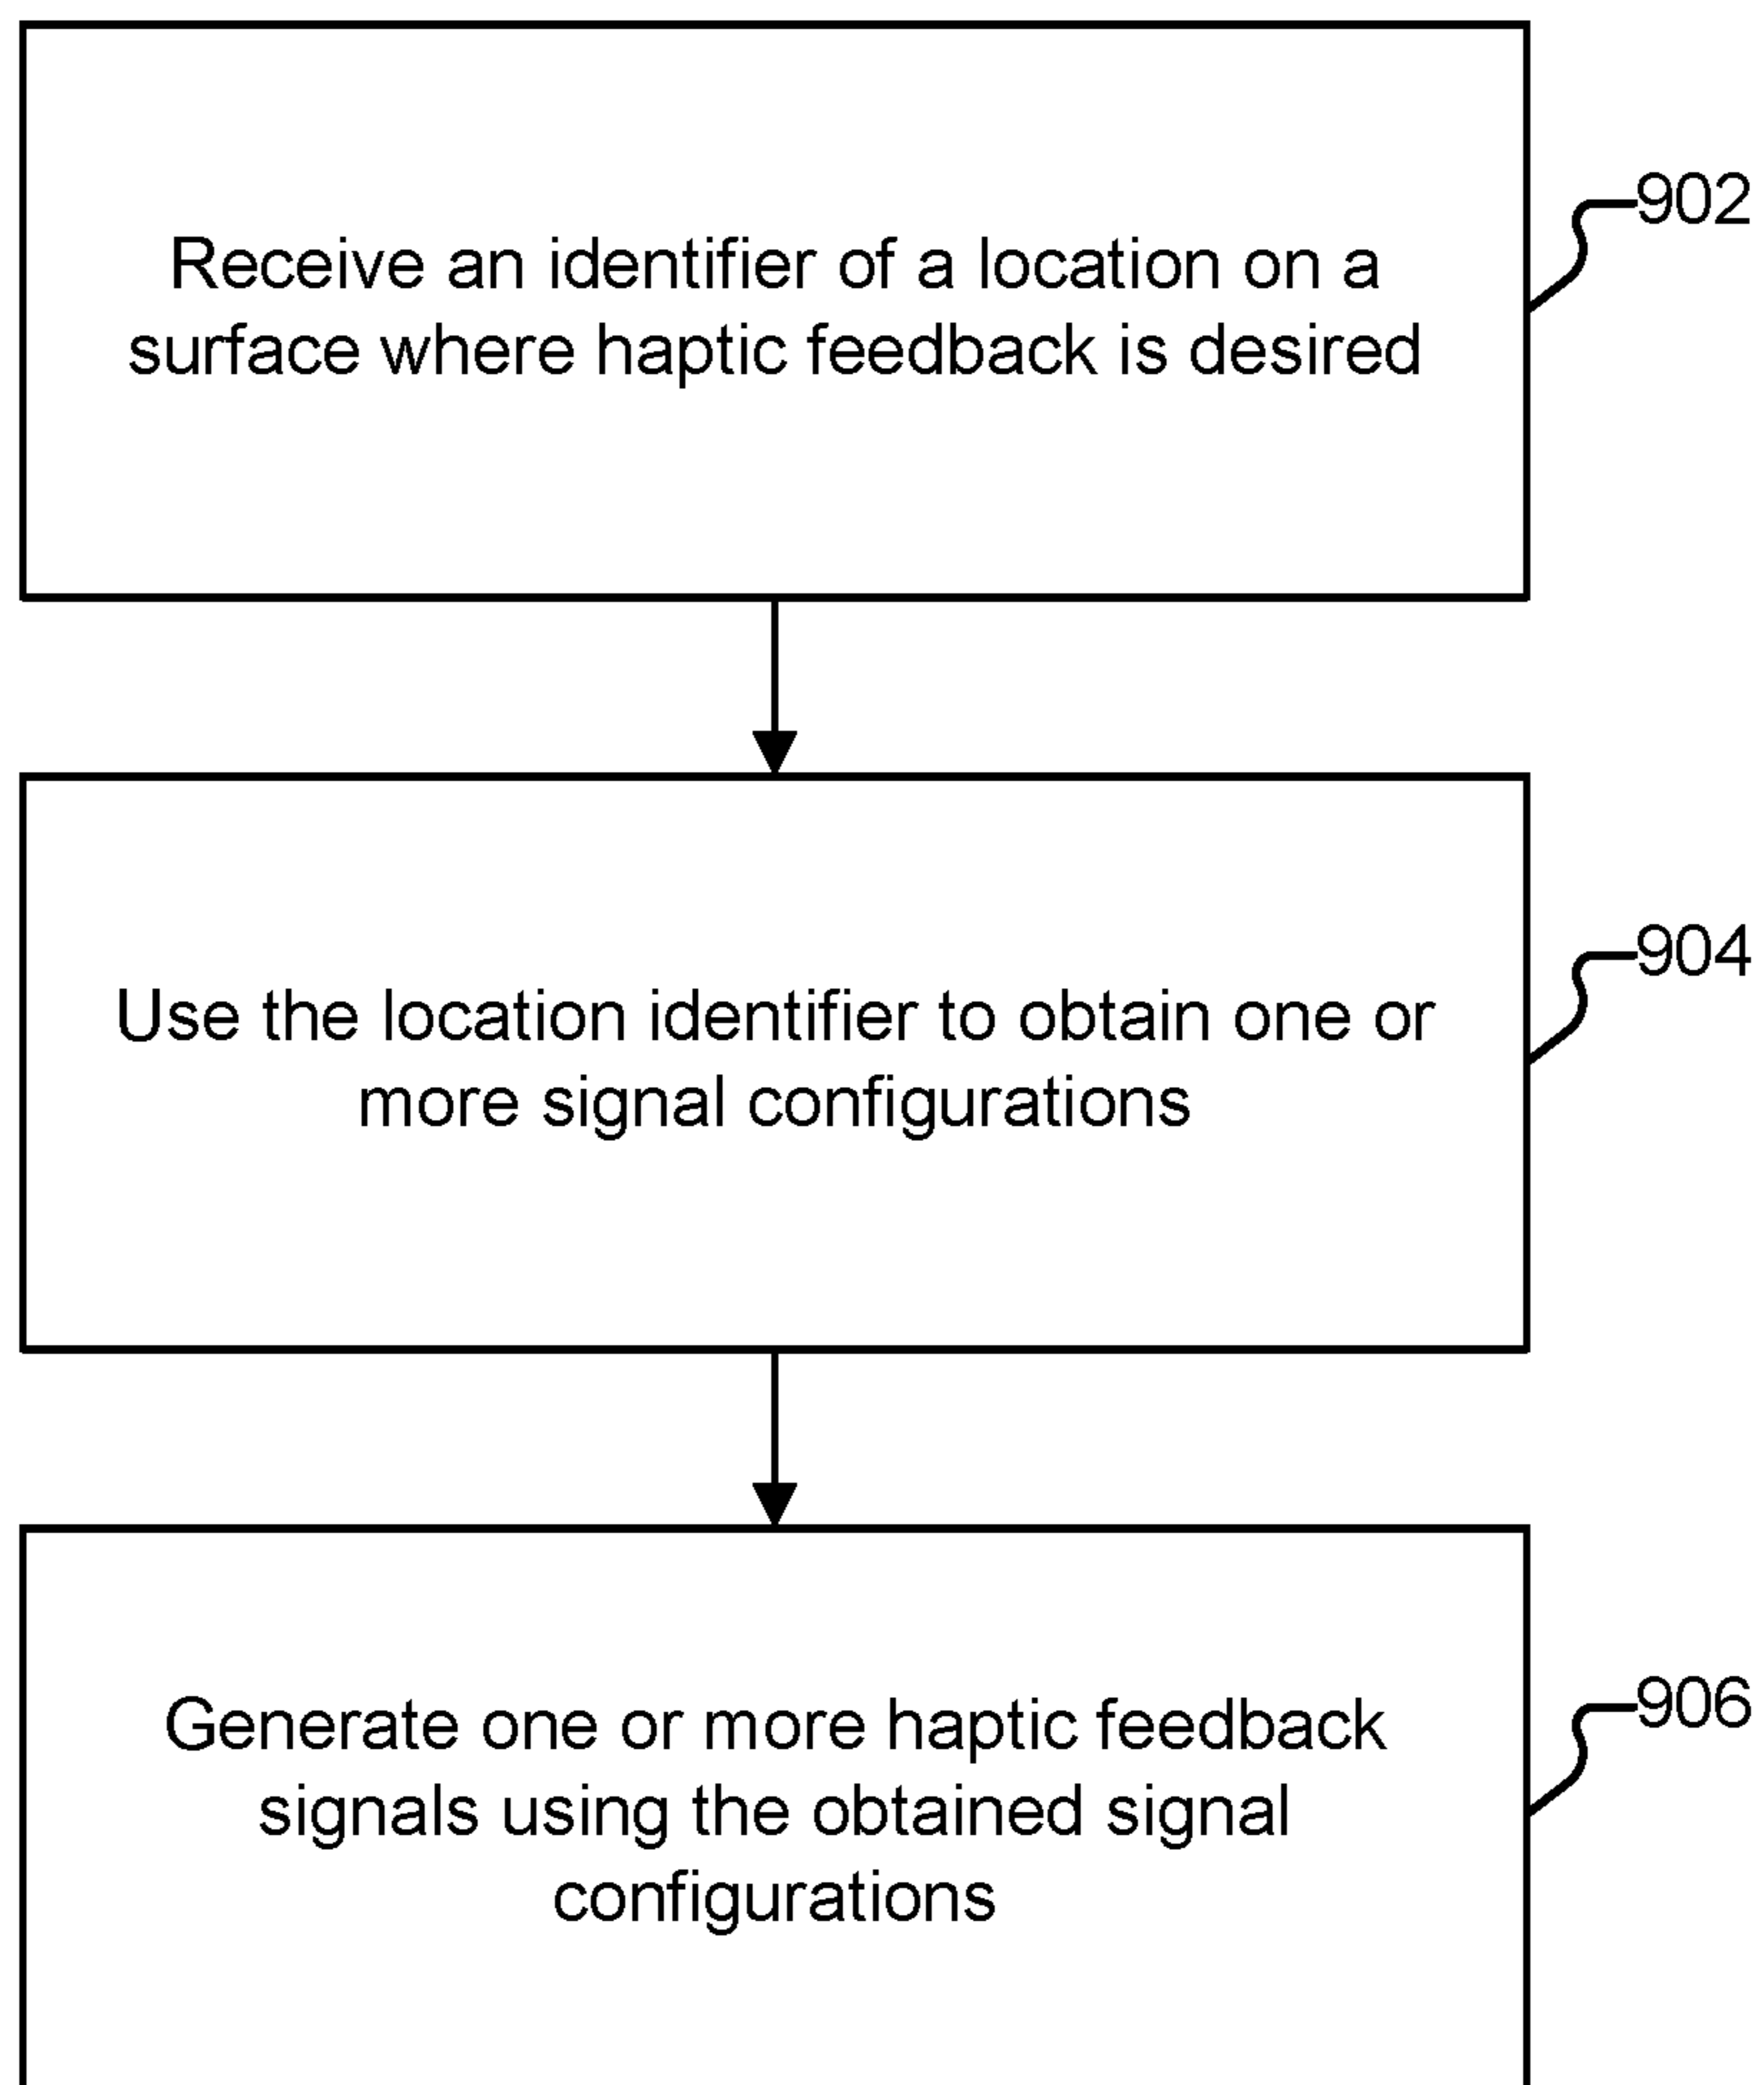 Receive an identifier of a location on a
surface where haptic feedback is desired
902
Use the location identifier to obtain one or
more signal configurations
904
Generate one or more haptic feedback
signals using the obtained signal
configurations
906